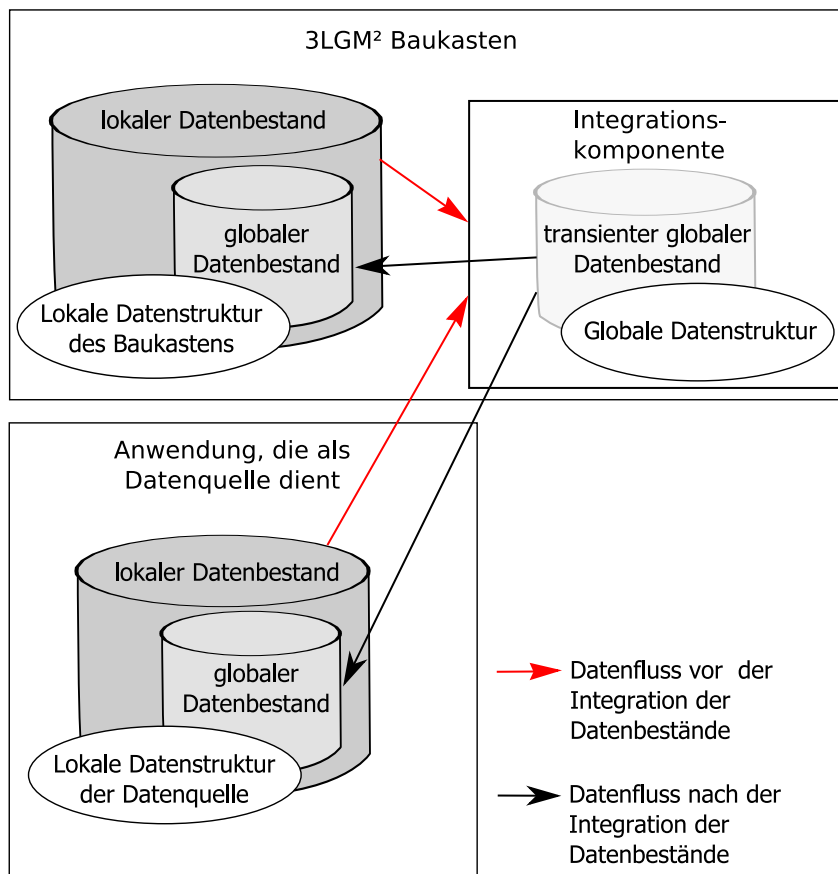 3LGM² Baukasten
lokaler Datenbestand
globaler
Datenbestand
Lokale Datenstruktur
des Baukastens
Integrations-
komponente
transienter globaler
Datenbestand
Globale Datenstruktur
Anwendung, die als
Datenquelle dient
lokaler Datenbestand
globaler
Datenbestand
Lokale Datenstruktur
der Datenquelle
Datenfluss vor der
Integration der
Datenbestände
Datenfluss nach der
Integration der
Datenbestände